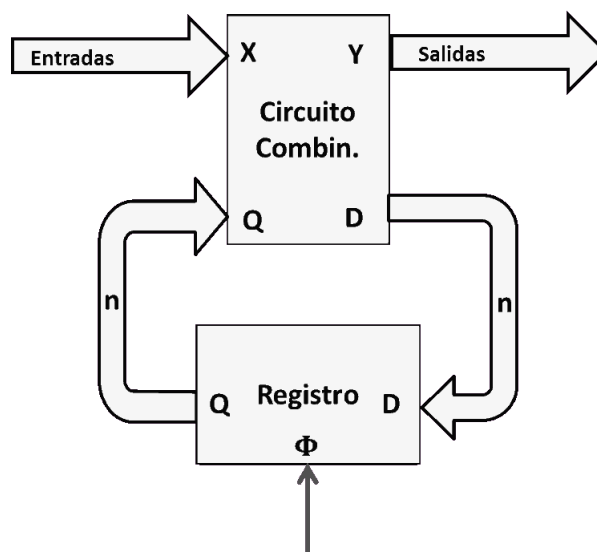 Entradas
X Y
Salidas
Circuito
Combin.
Q D
n
n
Q Registro D
Φ